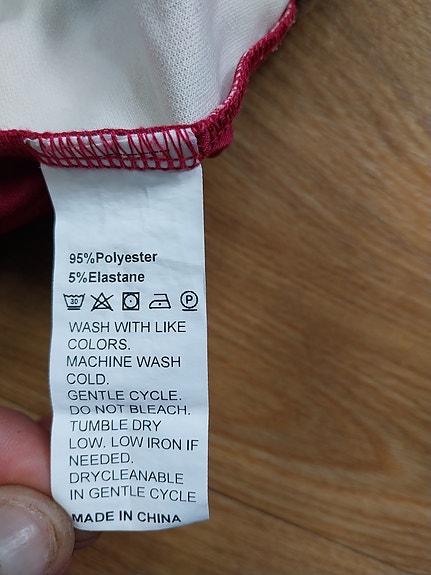 95%Polyester
5%Elastane
30 P
WASH WITH LIKE
COLORS.
MACHINE WASH
COLD.
GENTLE CYCLE.
DO NOT BLEACH.
TUMBLE DRY
LOW. LOW IRON IF
NEEDED.
DRYCLEANABLE
IN GENTLE CYCLE
MADE IN CHINA